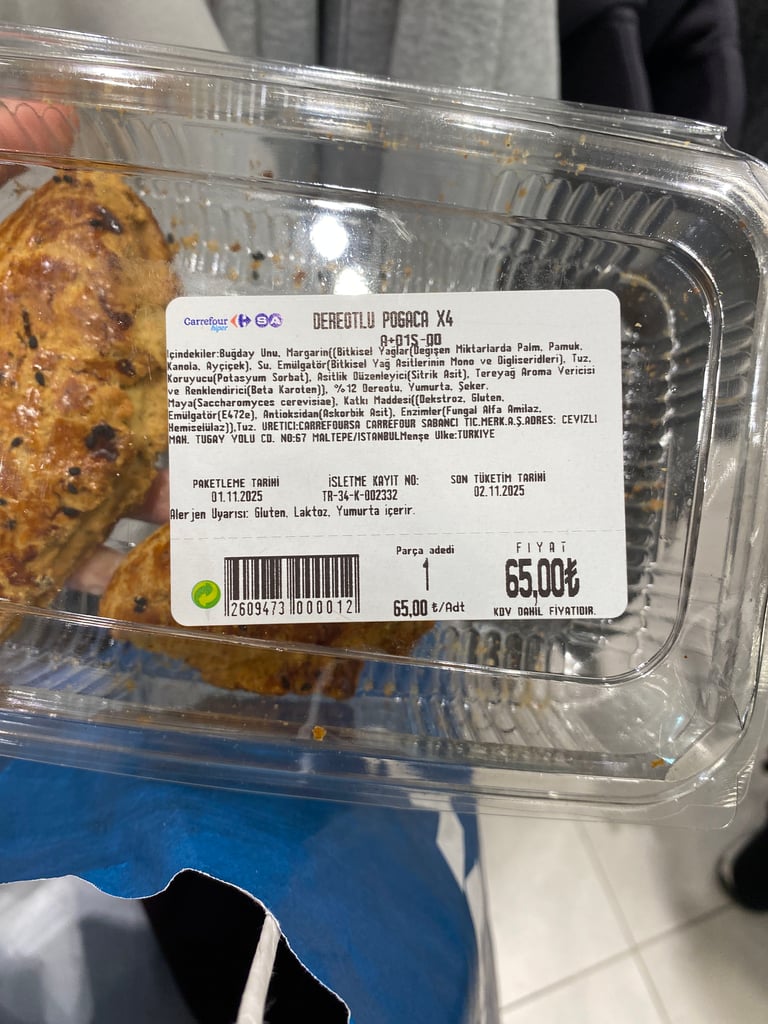 Carrefour SA
hiper
DEREOTLU POGACA X4
A+01S-00
İçindekiler:Buğday Unu, Margarin((Bitkisel Yağlar(Değişen Miktarlarda Palm, Pamuk,
Kanola, Ayçiçek), Su, Emülgatör(Bitkisel Yağ Asitlerinin Mono ve Digliseridleri), Tuz,
Koruyucu(Potasyum Sorbat), Asitlik Düzenleyici(Sitrik Asit), Tereyağ Aroma Vericisi
ve Renklendirici(Beta Karoten)), %12 Dereotu, Yumurta, Şeker,
Maya(Saccharomyces cerevisiae), Katkı Maddesi((Dekstroz, Gluten,
Emülgatör(E472e), Antioksidan(Askorbik Asit), Enzimler(Fungal Alfa Amilaz,
Hemiselülaz)),Tuz. URETICI:CARREFOURSA CARREFOUR SABANCI TIC.MERK.A.Ş.ADRES: CEVIZLI
MAH. TUGAY YOLU CD. NO:67 MALTEPE/ISTANBULMenşe Ulke:TURKIYE
PAKETLEME TARİHİ
01.11.2025
İŞLETME KAYIT NO:
TR-34-K-002332
SON TÜKETİM TARİHİ
02.11.2025
Alerjen Uyarısı: Gluten, Laktoz, Yumurta içerir.
2609473 000012
Parça adedi
1
65,00 ₺/Adt
FIYAT
65,00₺
KDV DAHİL FİYATIDIR.